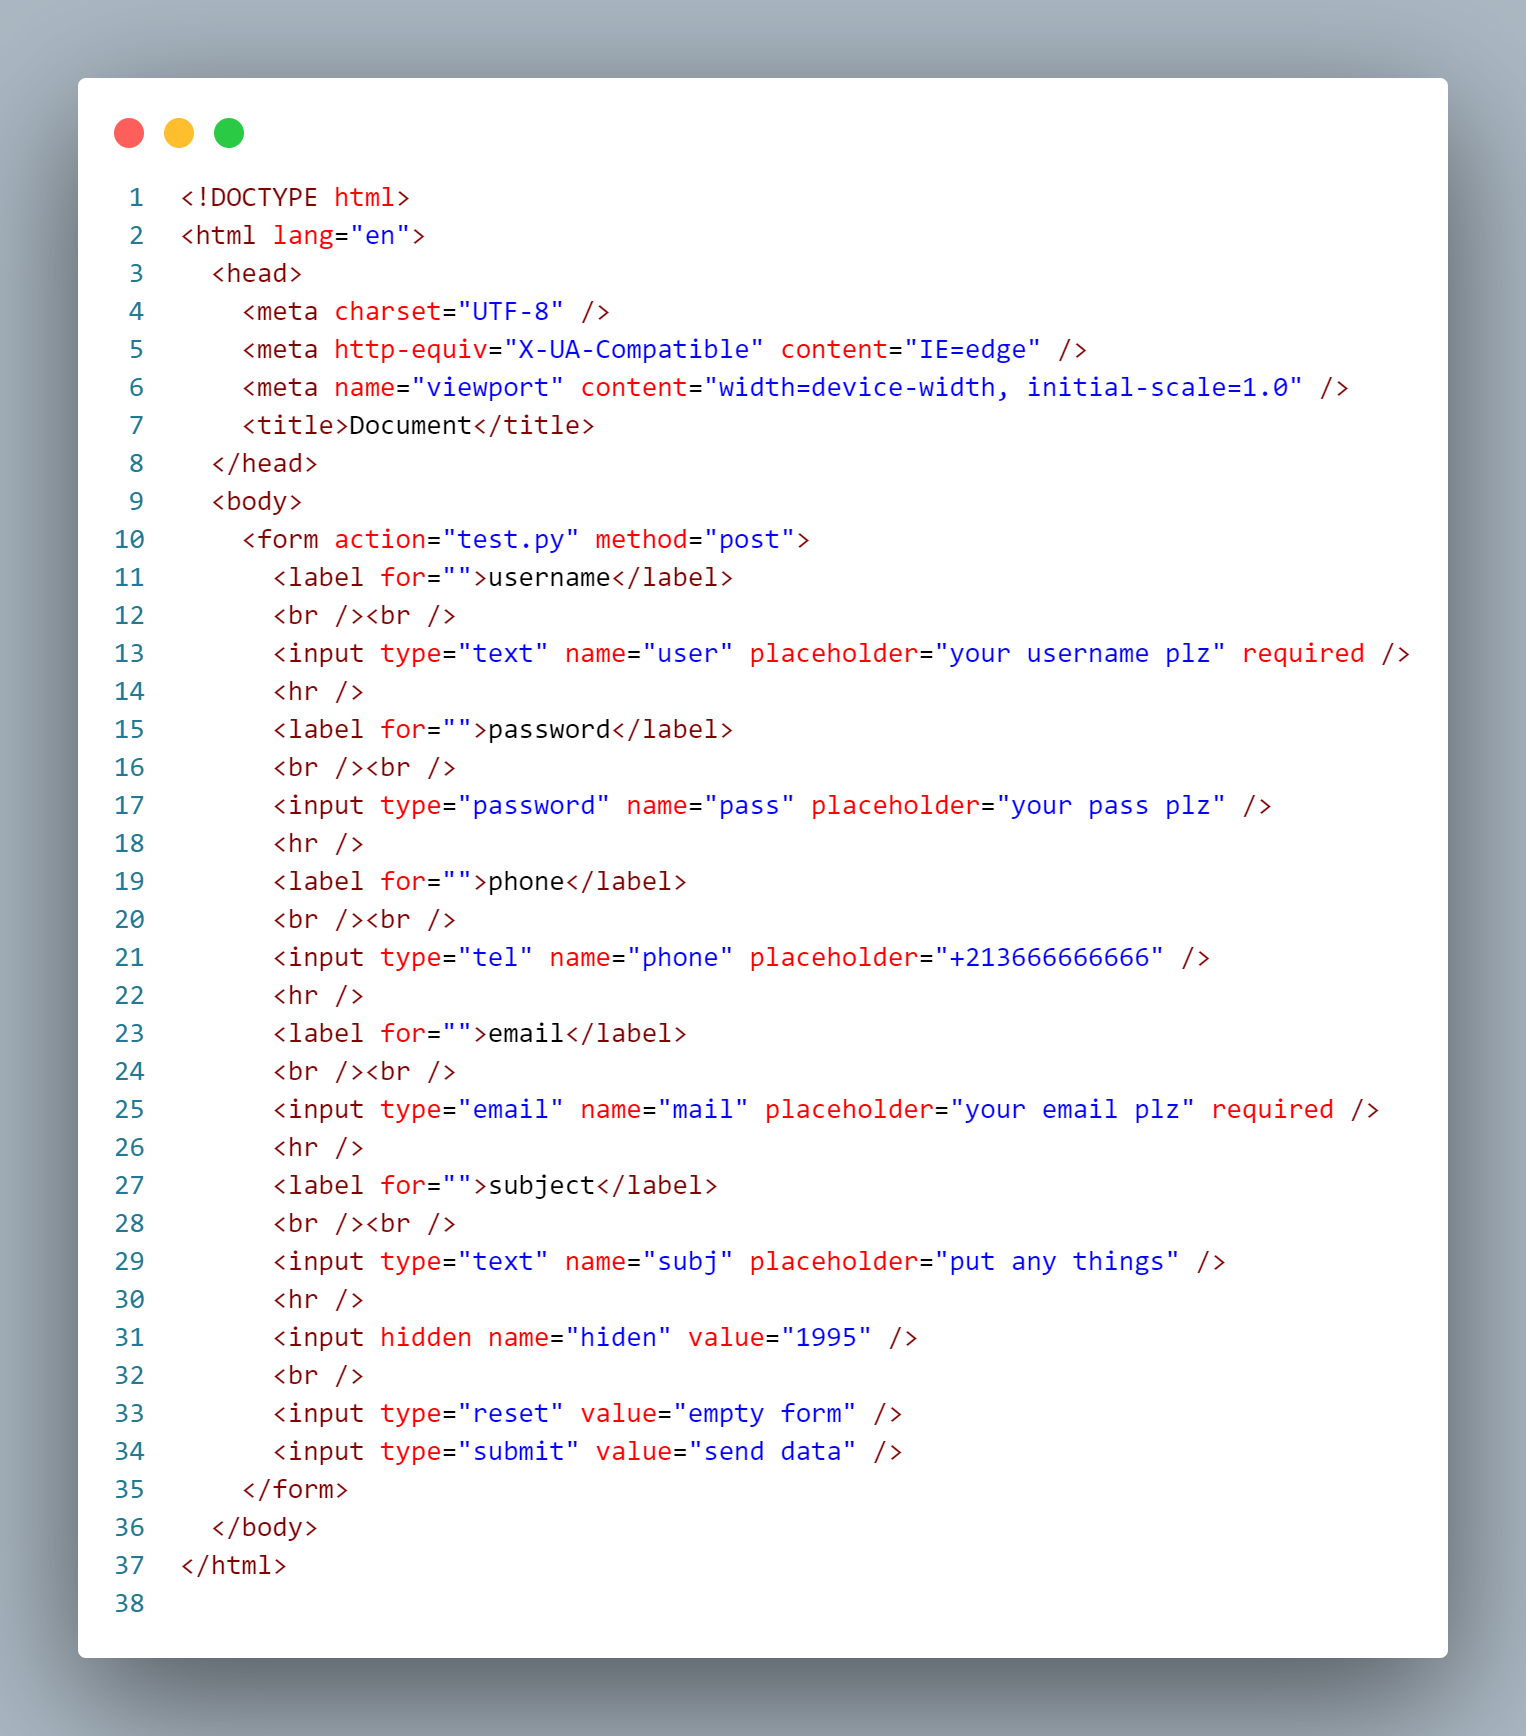 1 <!DOCTYPE html>
2 <html lang="en">
3   <head>
4     <meta charset="UTF-8" />
5     <meta http-equiv="X-UA-Compatible" content="IE=edge" />
6     <meta name="viewport" content="width=device-width, initial-scale=1.0" />
7     <title>Document</title>
8   </head>
9   <body>
10     <form action="test.py" method="post">
11       <label for="">username</label>
12       <br /><br />
13       <input type="text" name="user" placeholder="your username plz" required />
14       <hr />
15       <label for="">password</label>
16       <br /><br />
17       <input type="password" name="pass" placeholder="your pass plz" />
18       <hr />
19       <label for="">phone</label>
20       <br /><br />
21       <input type="tel" name="phone" placeholder="+213666666666" />
22       <hr />
23       <label for="">email</label>
24       <br /><br />
25       <input type="email" name="mail" placeholder="your email plz" required />
26       <hr />
27       <label for="">subject</label>
28       <br /><br />
29       <input type="text" name="subj" placeholder="put any things" />
30       <hr />
31       <input hidden name="hiden" value="1995" />
32       <br />
33       <input type="reset" value="empty form" />
34       <input type="submit" value="send data" />
35     </form>
36   </body>
37 </html>
38